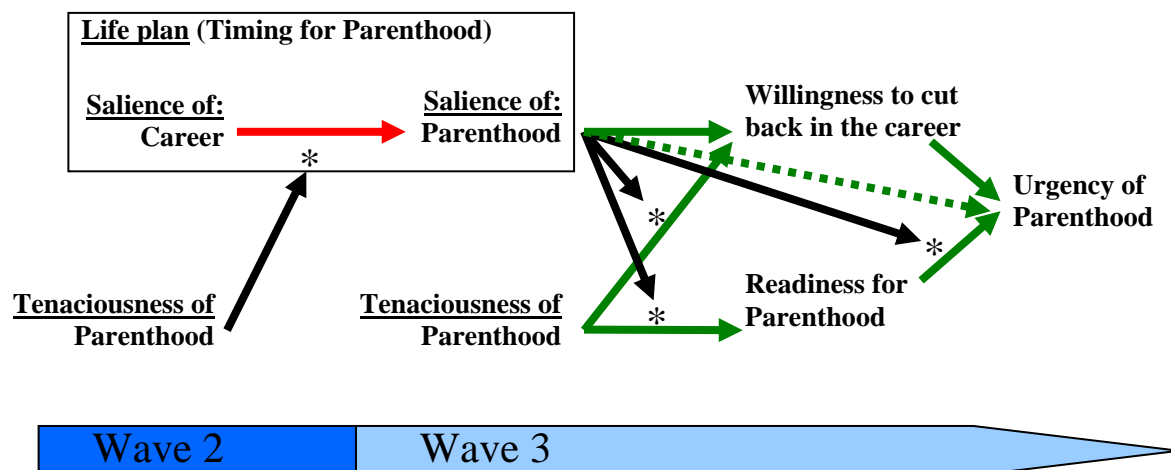 Life plan (Timing for Parenthood)
Salience of:
Career
Salience of:
Parenthood
*
Willingness to cut
back in the career
*
*
*
Urgency of
Parenthood
Tenaciousness of
Parenthood
Tenaciousness of
Parenthood
Readiness for
Parenthood
Wave 2
Wave 3